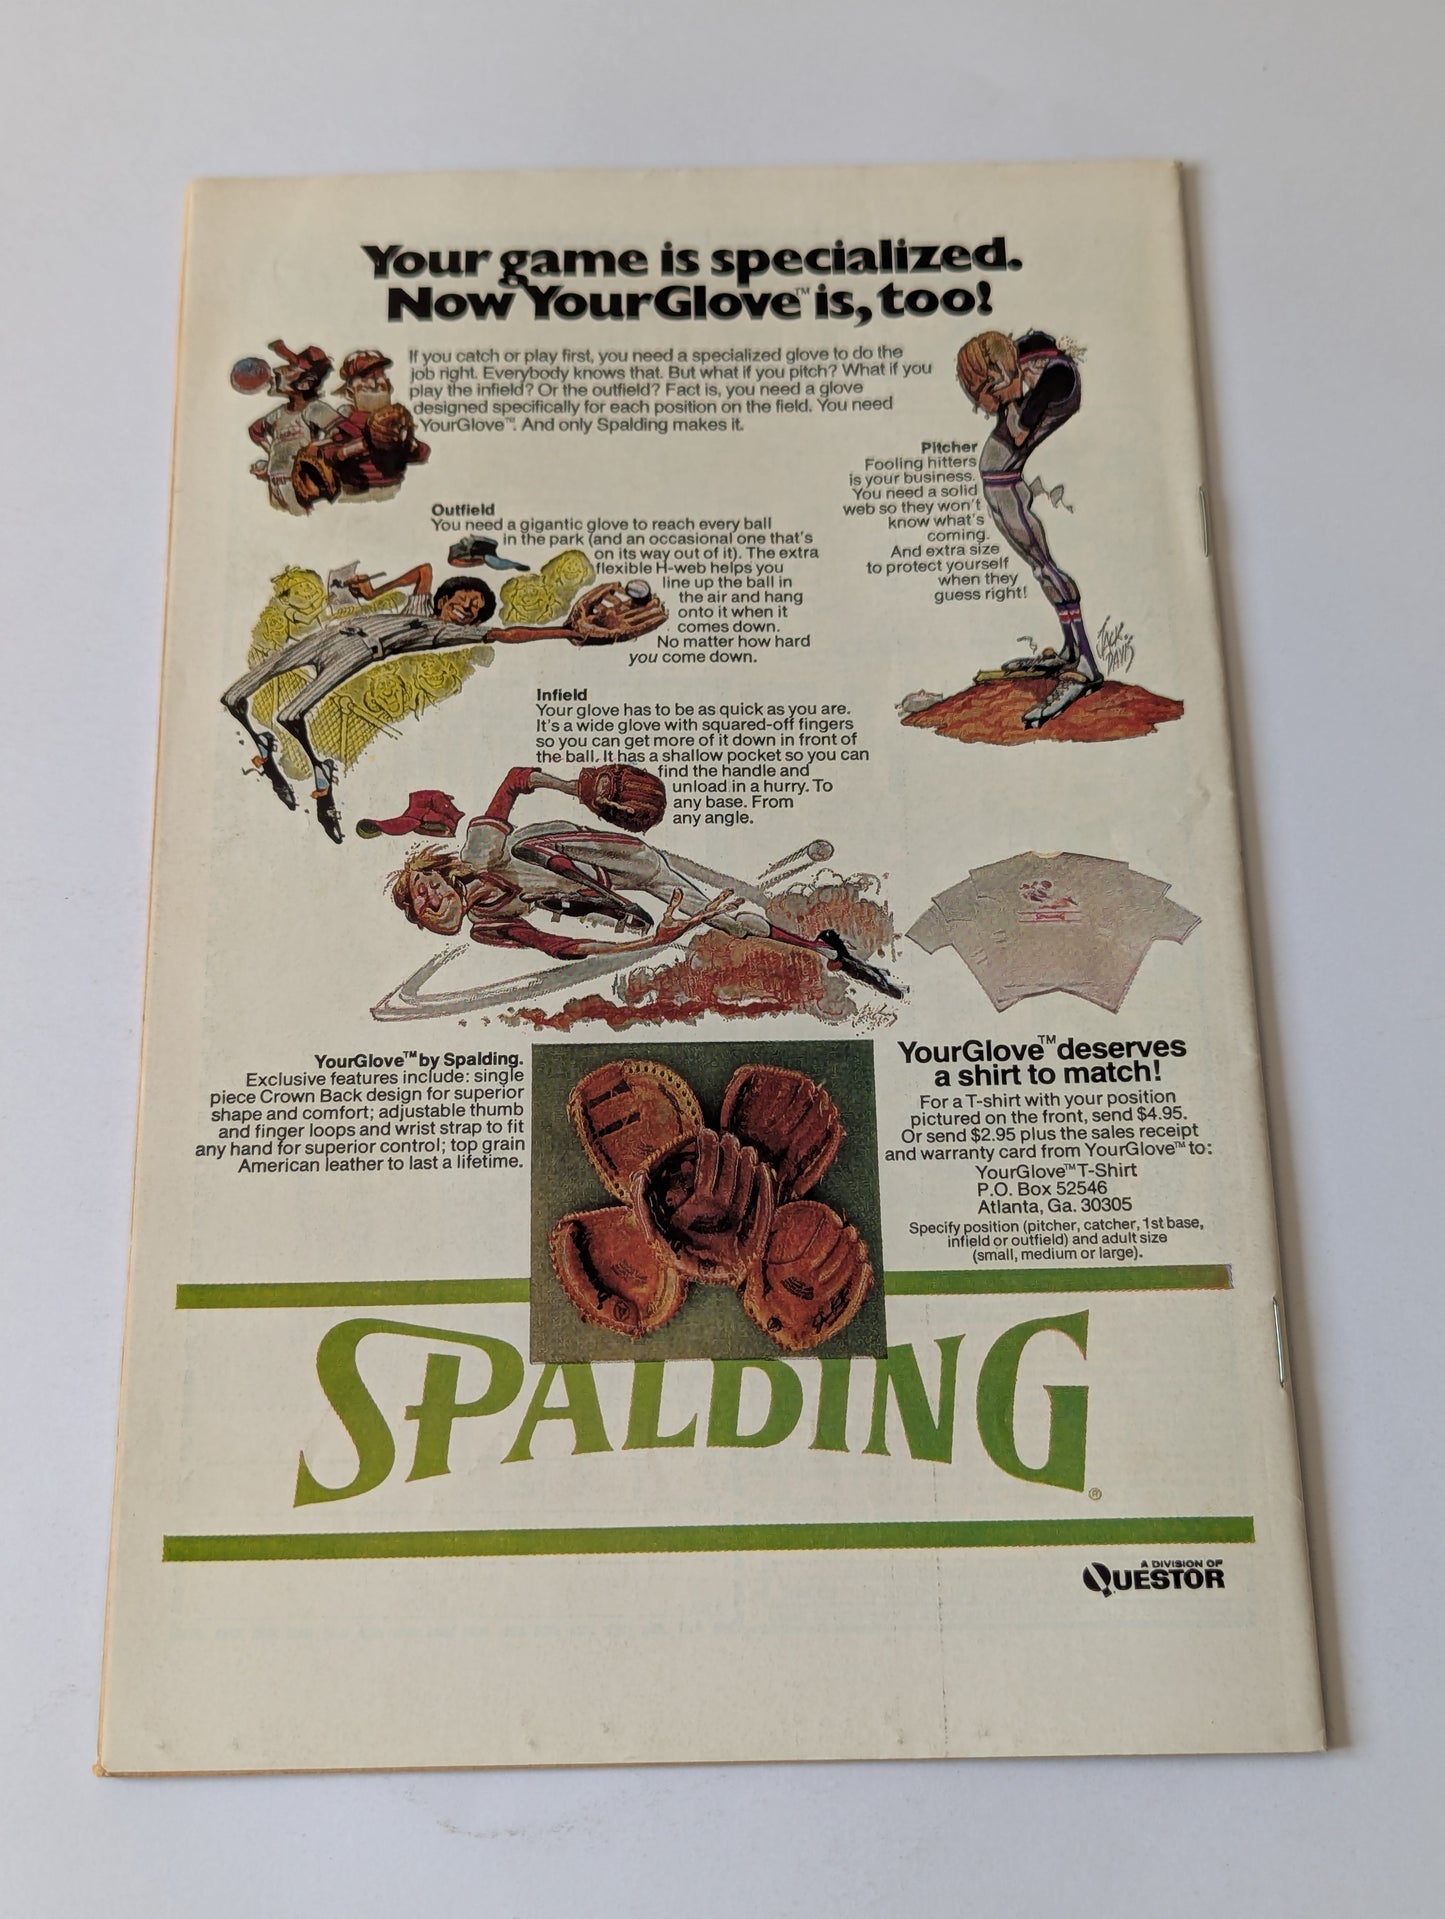 Your game is specialized.
Now YourGlove™ is, too!
If you catch or play first, you need a specialized glove to do the
job right. Everybody knows that. But what if you pitch? What if you
play the infield? Or the outfield? Fact is, you need a glove
designed specifically for each position on the field. You need
YourGlove™. And only Spalding makes it.
Pitcher
Fooling hitters
is your business.
You need a solid
web so they won't
know what's
coming.
And extra size
to protect yourself
when they
guess right!
JACK
DAVIS
Outfield
You need a gigantic glove to reach every ball
in the park (and an occasional one that's
on its way out of it). The extra
flexible H-web helps you
line up the ball in
the air and hang
onto it when it
comes down.
No matter how hard
you come down.
Infield
Your glove has to be as quick as you are.
It's a wide glove with squared-off fingers
so you can get more of it down in front of
the ball. It has a shallow pocket so you can
find the handle and
unload in a hurry. To
any base. From
any angle.
SPALDING
YourGlove™ by Spalding.
Exclusive features include: single
piece Crown Back design for superior
shape and comfort; adjustable thumb
and finger loops and wrist strap to fit
any hand for superior control; top grain
American leather to last a lifetime.
YourGlove™ deserves
a shirt to match!
For a T-shirt with your position
pictured on the front, send $4.95.
Or send $2.95 plus the sales receipt
and warranty card from YourGlove™ to:
YourGlove™ T-Shirt
P.O. Box 52546
Atlanta, Ga. 30305
Specify position (pitcher, catcher, 1st base,
infield or outfield) and adult size
(small, medium or large).
SPALDING®
A DIVISION OF
QUESTOR